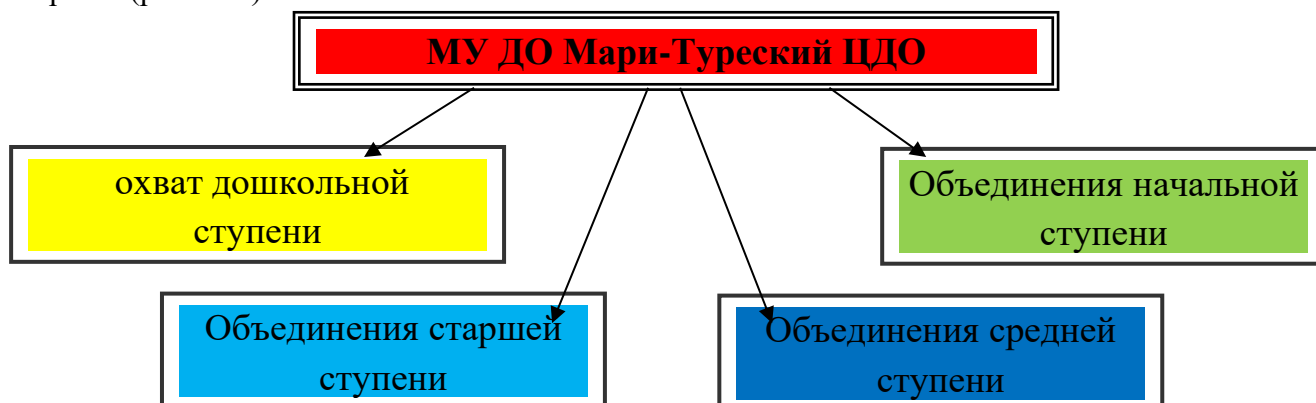 МУ ДО Мари-Туреский ЦДО
охват дошкольной
ступени
Объединения начальной
ступени
Объединения старшей
ступени
Объединения средней
ступени